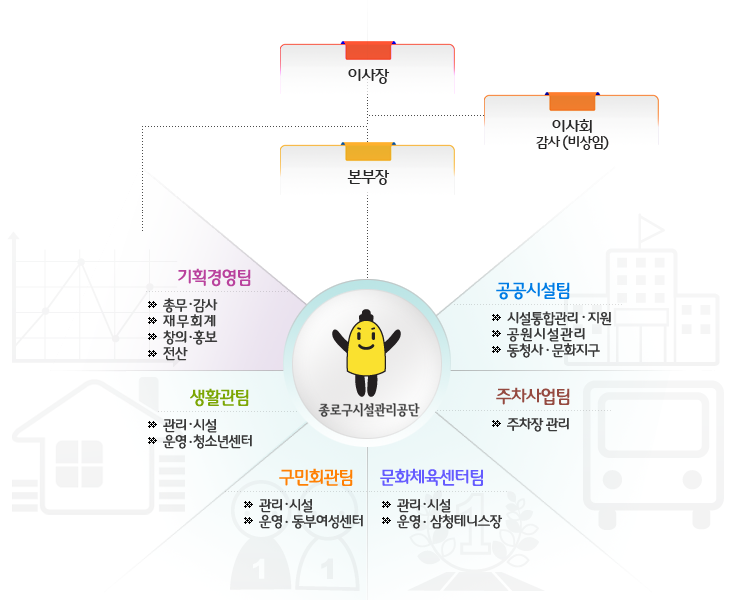 이사장
이사회
감사 (비상임)
본부장
기획경영팀
총무·감사
재무회계
창의·홍보
전산
공공시설팀
시설통합관리·지원
공원시설관리
동청사·문화지구
종로구시설관리공단
생활관팀
관리·시설
운영·청소년센터
주차사업팀
주차장 관리
구민회관팀
관리·시설
운영·동부여성센터
문화체육센터팀
관리·시설
운영·삼청테니스장
1
1
1